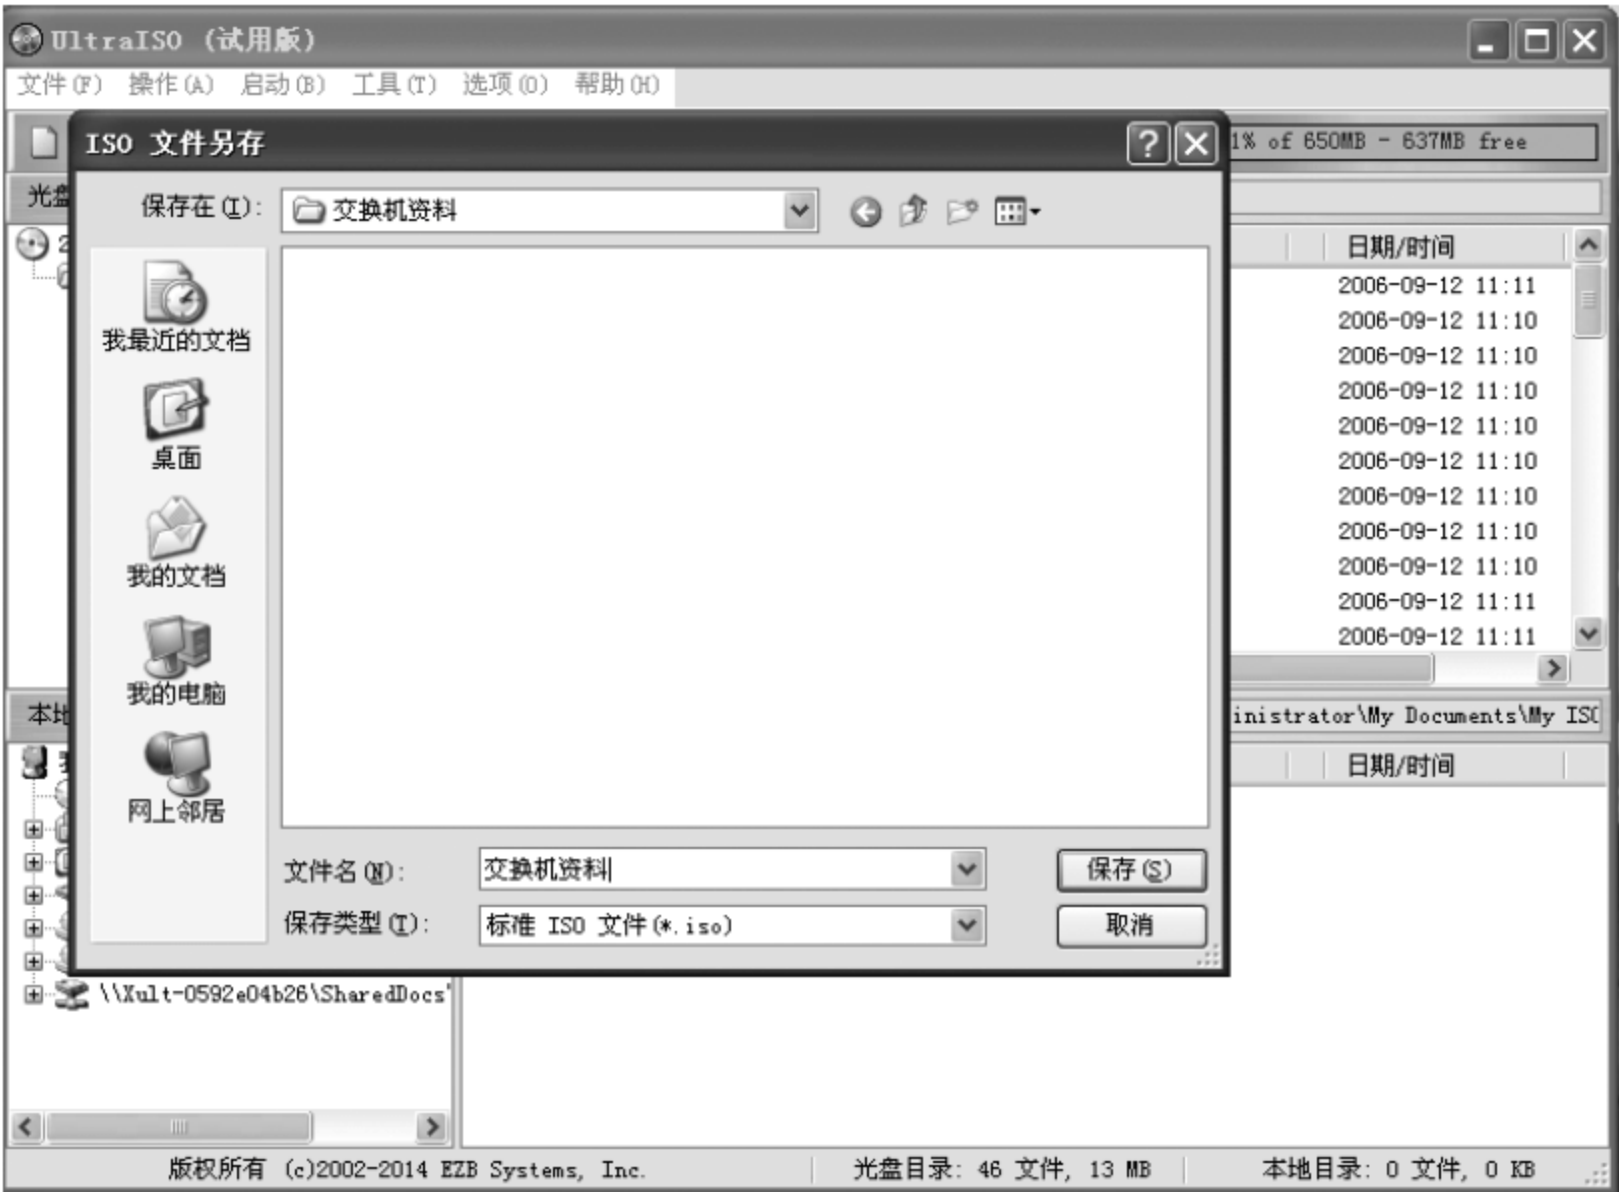 UltraISO (试用版)
文件(F) 操作(A) 启动(B) 工具(T) 选项(O) 帮助(H)
ISO 文件另存
1% of 650MB - 637MB free
光盘
保存在(I): 交换机资料
日期/时间
2006-09-12 11:11
2006-09-12 11:10
2006-09-12 11:10
2006-09-12 11:10
2006-09-12 11:10
2006-09-12 11:10
2006-09-12 11:10
2006-09-12 11:10
2006-09-12 11:10
2006-09-12 11:11
2006-09-12 11:11
我最近的文档
桌面
我的文档
我的电脑
网上邻居
本地
inistrator\My Documents\My ISO
日期/时间
文件名(N): 交换机资料 保存(S)
保存类型(T): 标准 ISO 文件(*.iso) 取消
\\Xult-0592e04b26\SharedDocs
版权所有 (c)2002-2014 EZB Systems, Inc. 光盘目录: 46 文件, 13 MB 本地目录: 0 文件, 0 KB